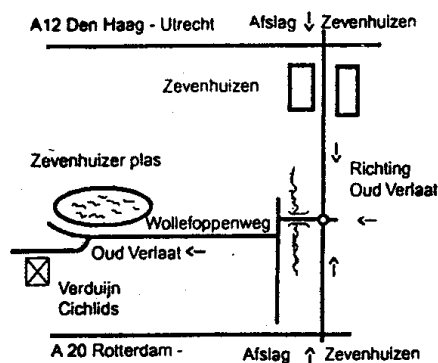 A12 Den Haag - Utrecht
Afslag ↓ Zevenhuizen
Zevenhuizen
Zevenhuizer plas
Richting
Oud Verlaat
Wollefoppenweg
Oud Verlaat ←
Verduijn
Cichlids
A 20 Rotterdam -
Afslag ↑ Zevenhuizen